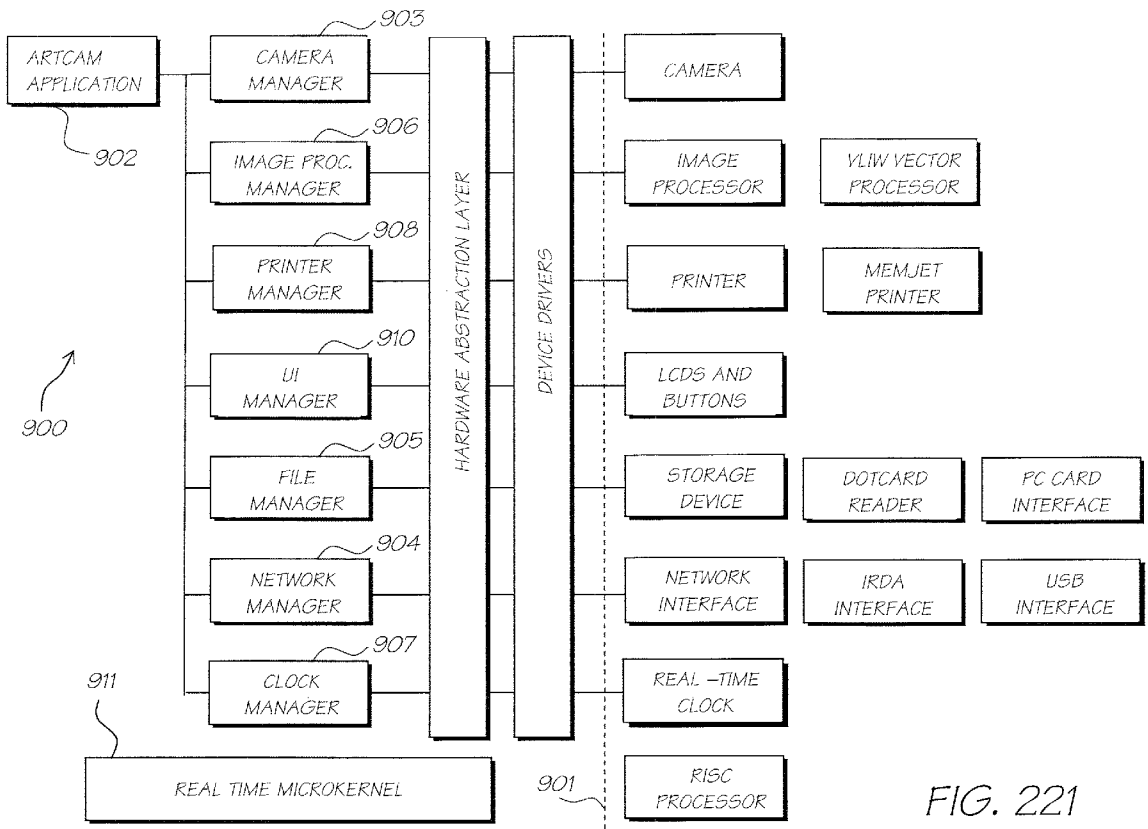 903
ARTCAM
APPLICATION
CAMERA
MANAGER
CAMERA
902
906
IMAGE PROC.
MANAGER
IMAGE
PROCESSOR
VLIW VECTOR
PROCESSOR
HARDWARE ABSTRACTION LAYER
DEVICE DRIVERS
908
PRINTER
MANAGER
PRINTER
MEMJET
PRINTER
910
UI
MANAGER
LCDS AND
BUTTONS
900
905
FILE
MANAGER
STORAGE
DEVICE
DOTCARD
READER
PC CARD
INTERFACE
904
NETWORK
MANAGER
NETWORK
INTERFACE
IRDA
INTERFACE
USB
INTERFACE
907
CLOCK
MANAGER
REAL -TIME
CLOCK
911
REAL TIME MICROKERNEL
901
RISC
PROCESSOR
FIG. 221